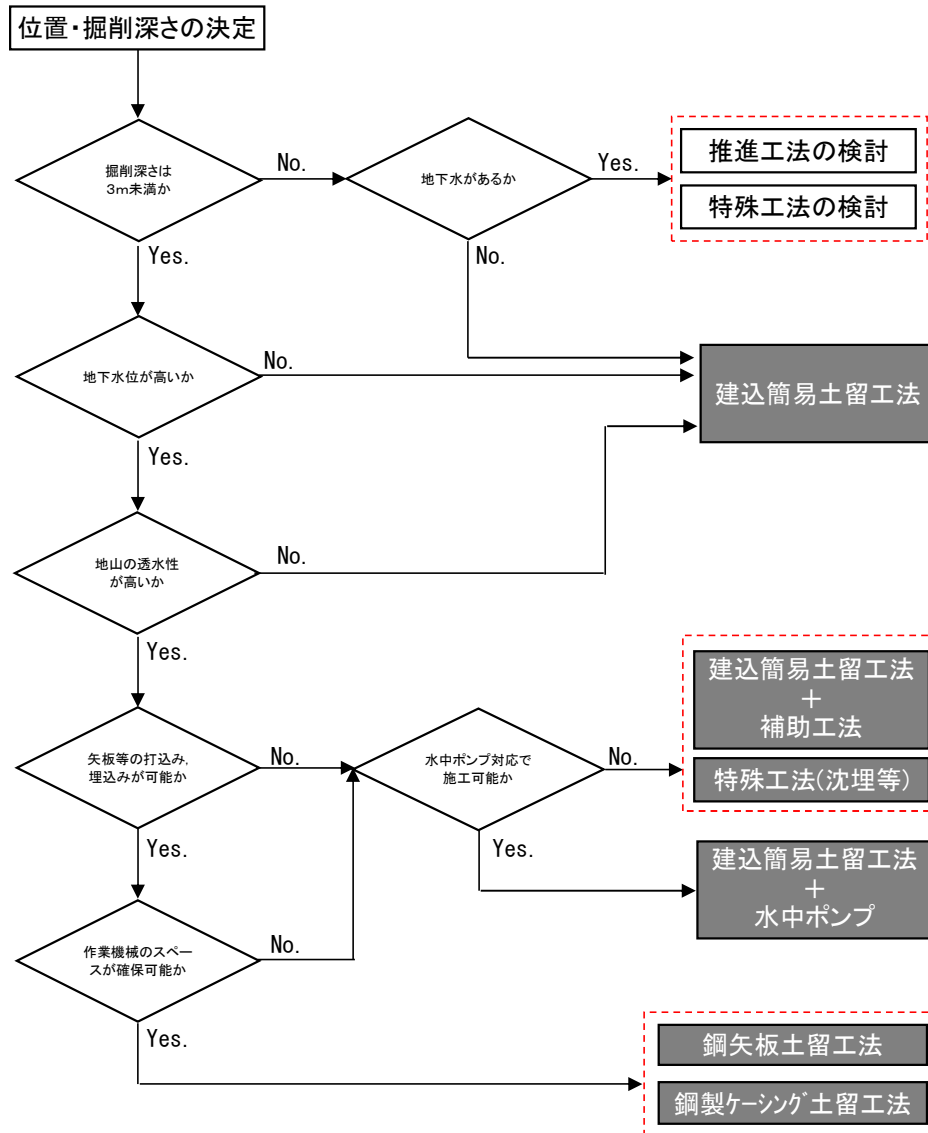 位置・掘削深さの決定
掘削深さは
3m未満か
No.
地下水があるか
Yes.
推進工法の検討
特殊工法の検討
Yes.
No.
地下水位が高いか
No.
建込簡易土留工法
Yes.
地山の透水性
が高いか
No.
Yes.
建込簡易土留工法
＋
補助工法
特殊工法(沈埋等)
矢板等の打込み,
埋込みが可能か
No.
水中ポンプ対応で
施工可能か
No.
Yes.
Yes.
建込簡易土留工法
＋
水中ポンプ
作業機械のスペー
スが確保可能か
No.
Yes.
鋼矢板土留工法
鋼製ｹｰｼﾝｸﾞ土留工法